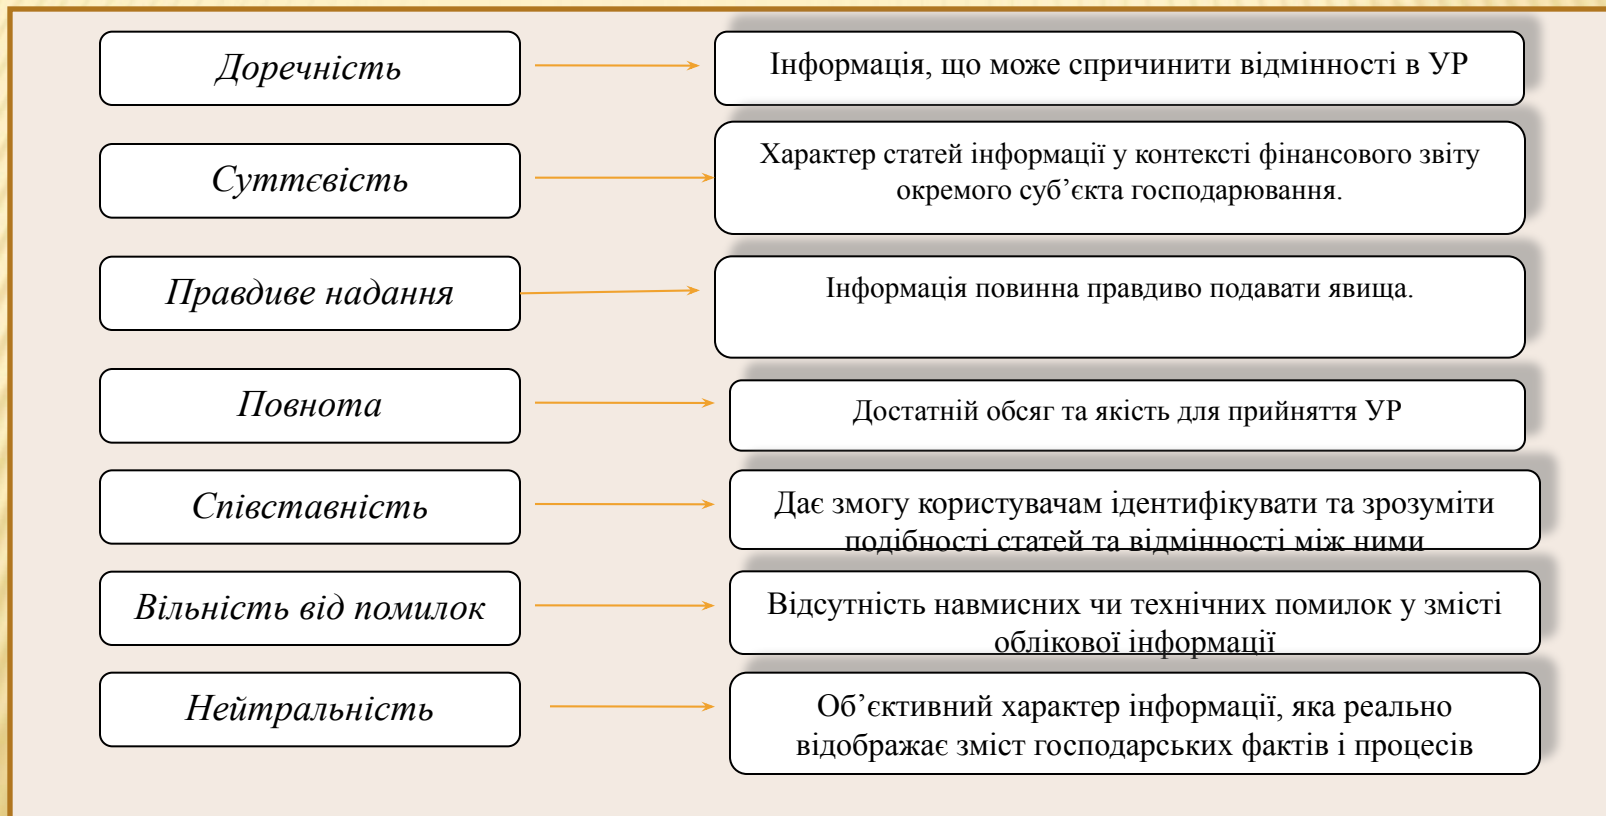 Доречність
Інформація, що може спричинити відмінності в УР
Суттєвість
Характер статей інформації у контексті фінансового звіту
окремого суб’єкта господарювання.
Правдиве надання
Інформація повинна правдиво подавати явища.
Повнота
Достатній обсяг та якість для прийняття УР
Співставність
Дає змогу користувачам ідентифікувати та зрозуміти
подібності статей та відмінності між ними
Вільність від помилок
Відсутність навмисних чи технічних помилок у змісті
облікової інформації
Нейтральність
Об’єктивний характер інформації, яка реально
відображає зміст господарських фактів і процесів